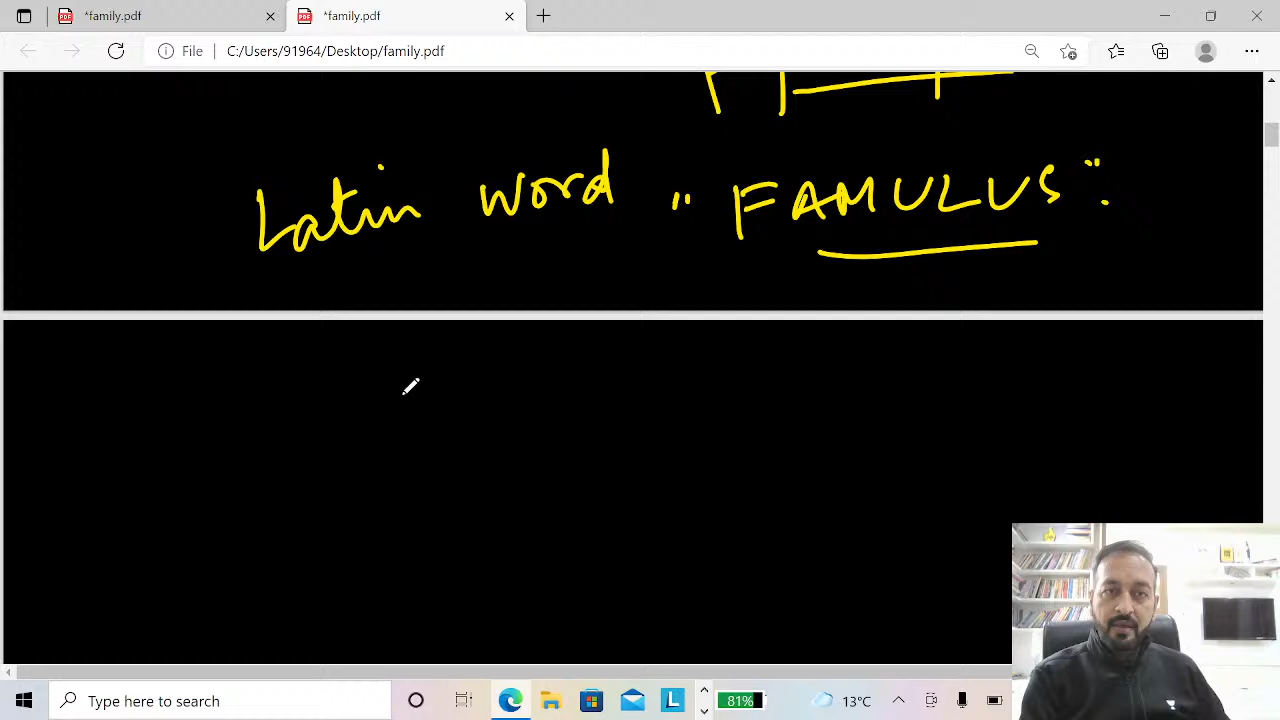 *family.pdf
*family.pdf
File C:/Users/91964/Desktop/family.pdf
Latin word "FAMULUS".
Type here to search
81%
13°C